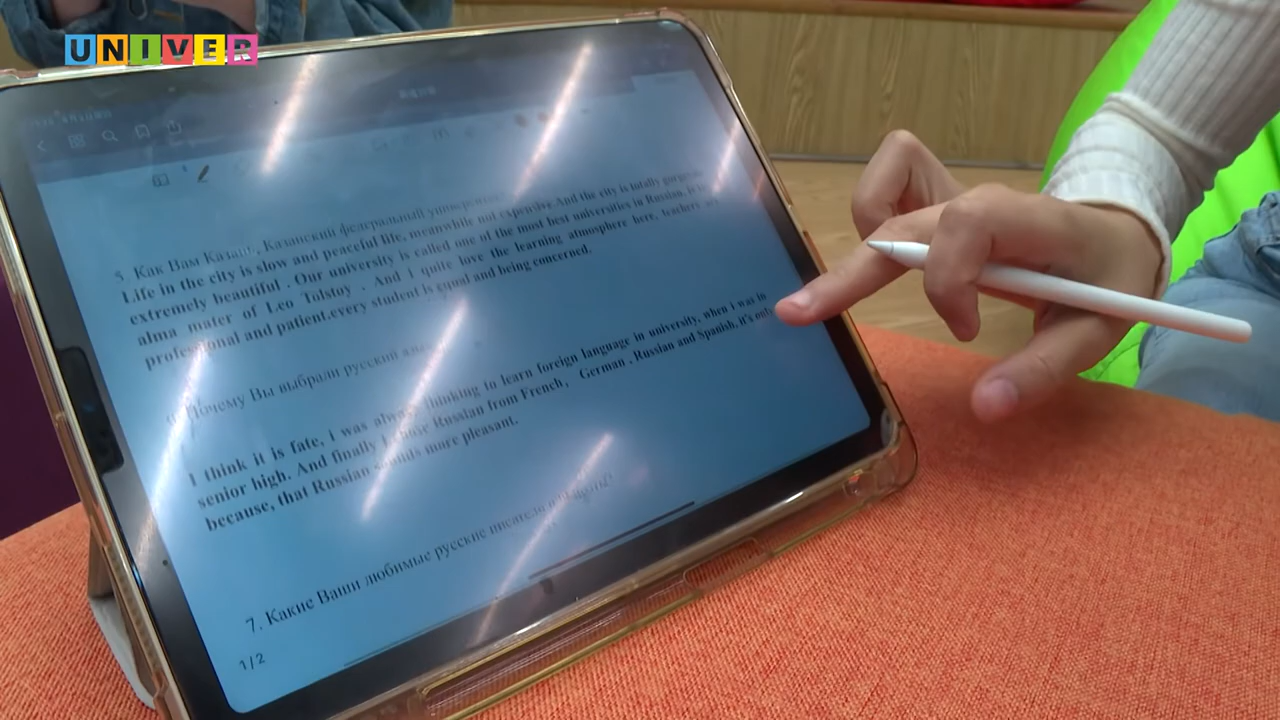 UNIVER
5. Как Вам Казань, Казанский федеральный университет
Life in the city is slow and peaceful life, meanwhile not expensive.And the city is totally
extremely beautiful . Our university is called one of the most best universities in Russian, it is
alma mater of Leo Tolstoy . And i quite love the learning atmosphere here, teachers are
professional and patient.every student is equal and being concerned.
Почему Вы выбрали русский
I think it is fate, i was always thinking to learn foreign language in university, when i was in
senior high. And finally i chose Russian from French, German , Russian and Spanish, it's only
because, that Russian sounds more pleasant.
7. Какие Ваши любимые русские писатели
1/2